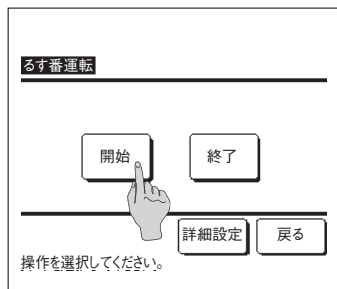 るす番運転
開始
終了
詳細設定
戻る
操作を選択してください。